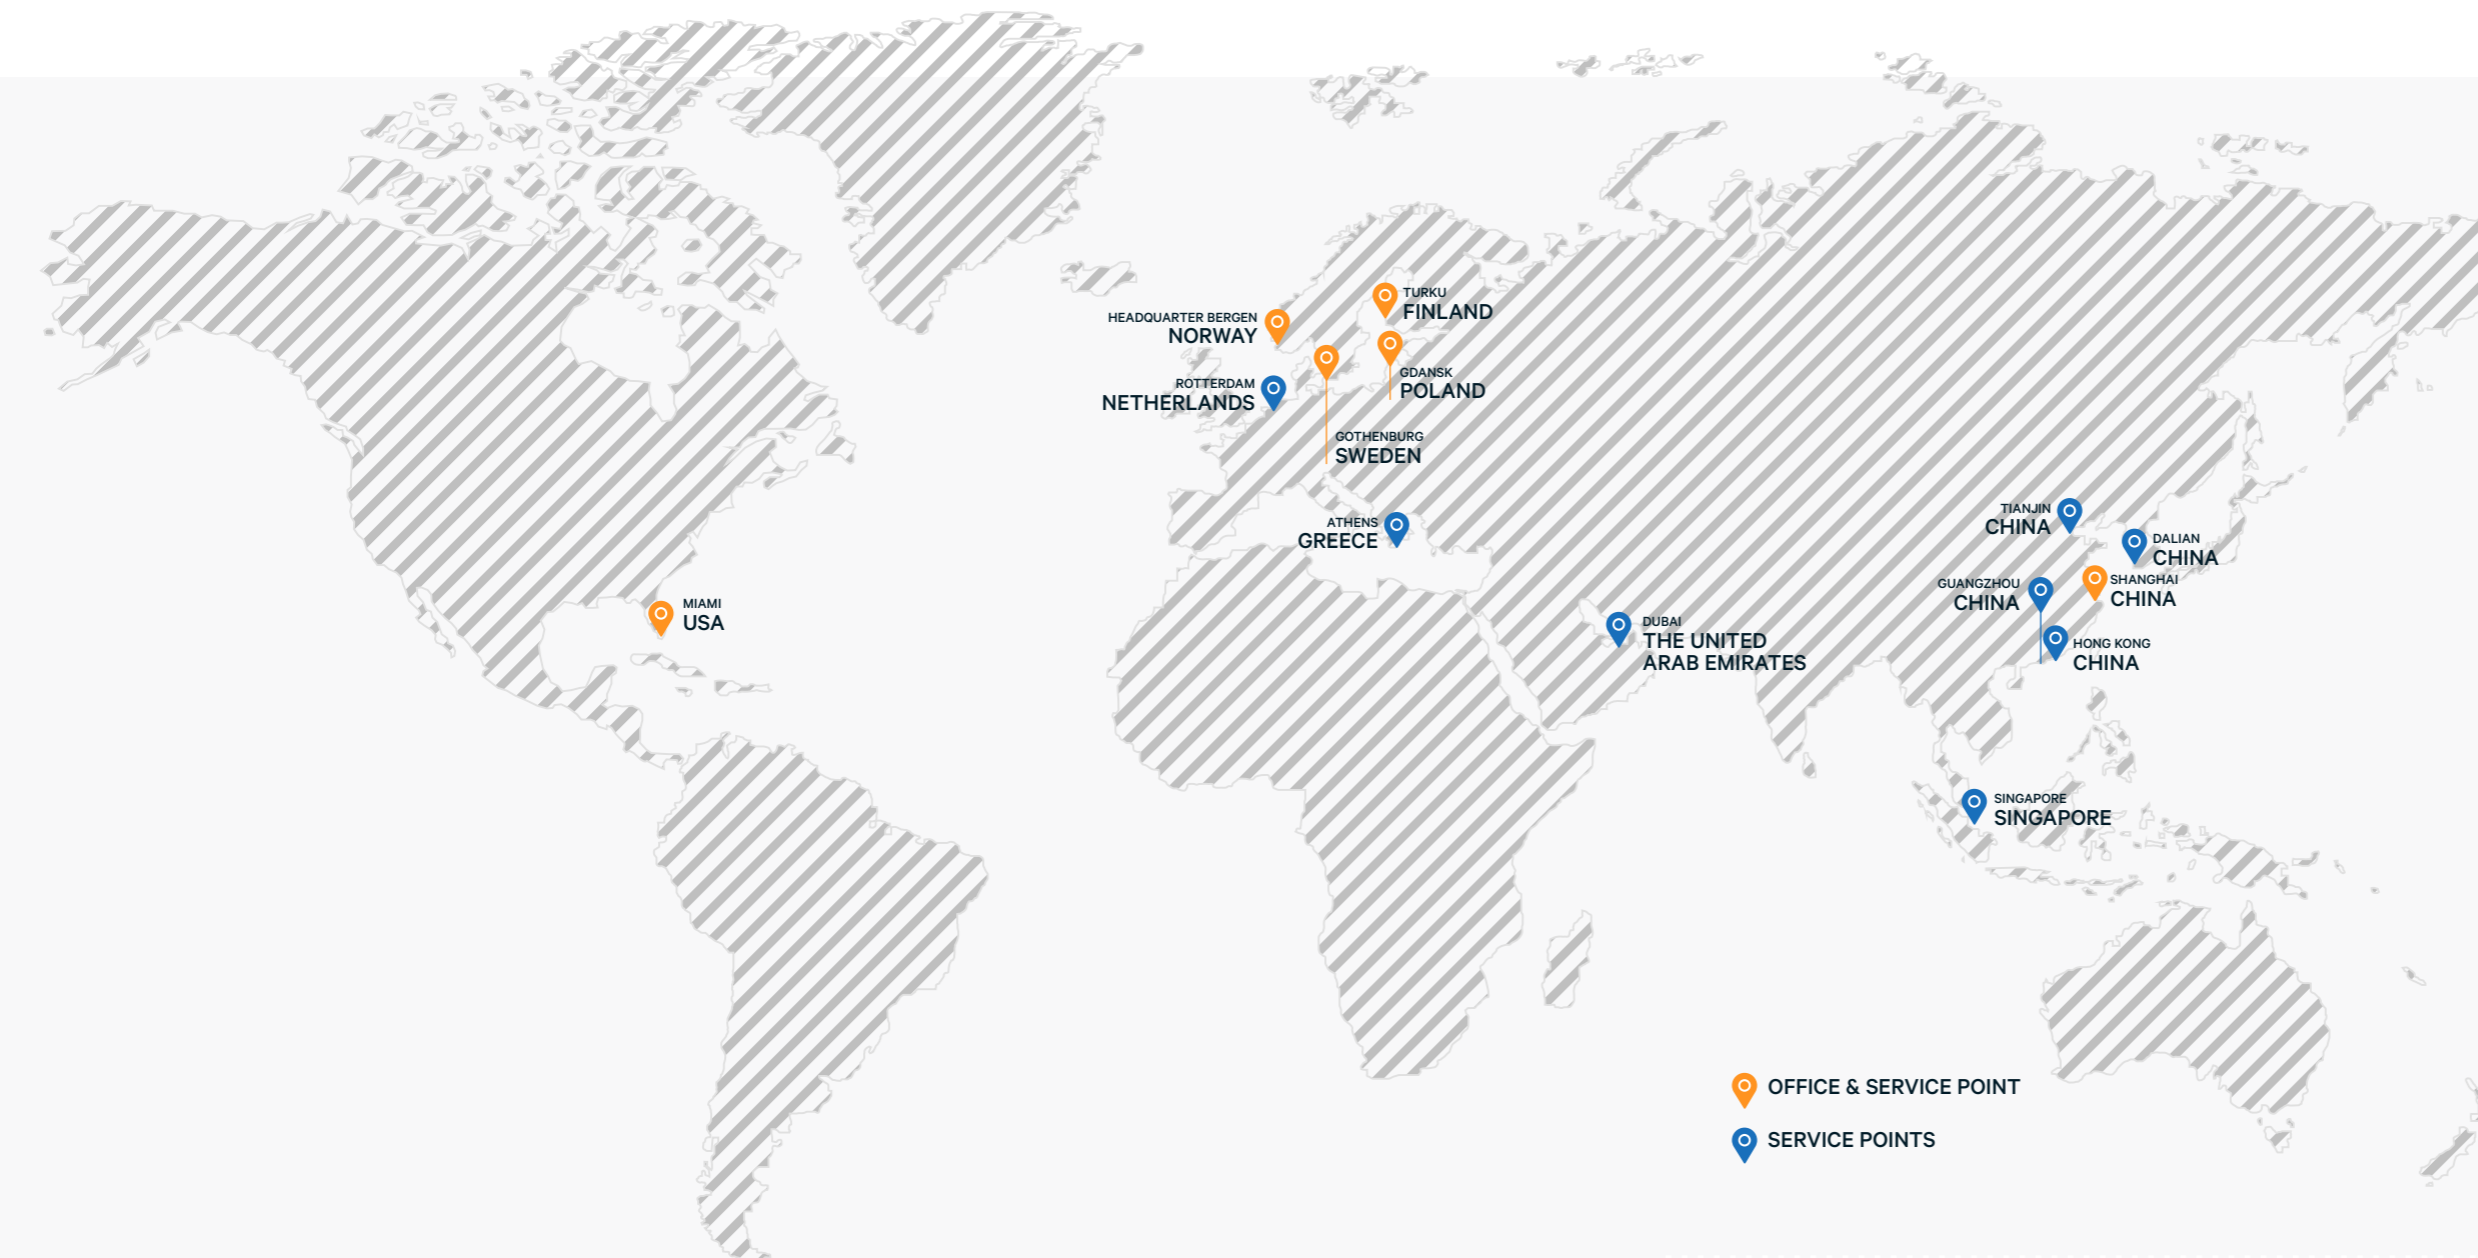 TURKU
FINLAND
HEADQUARTER BERGEN
NORWAY
GDANSK
POLAND
ROTTERDAM
NETHERLANDS
GOTHENBURG
SWEDEN
ATHENS
GREECE
TIANJIN
CHINA
DALIAN
CHINA
SHANGHAI
CHINA
GUANGZHOU
CHINA
HONG KONG
CHINA
MIAMI
USA
DUBAI
THE UNITED
ARAB EMIRATES
SINGAPORE
SINGAPORE
OFFICE & SERVICE POINT
SERVICE POINTS